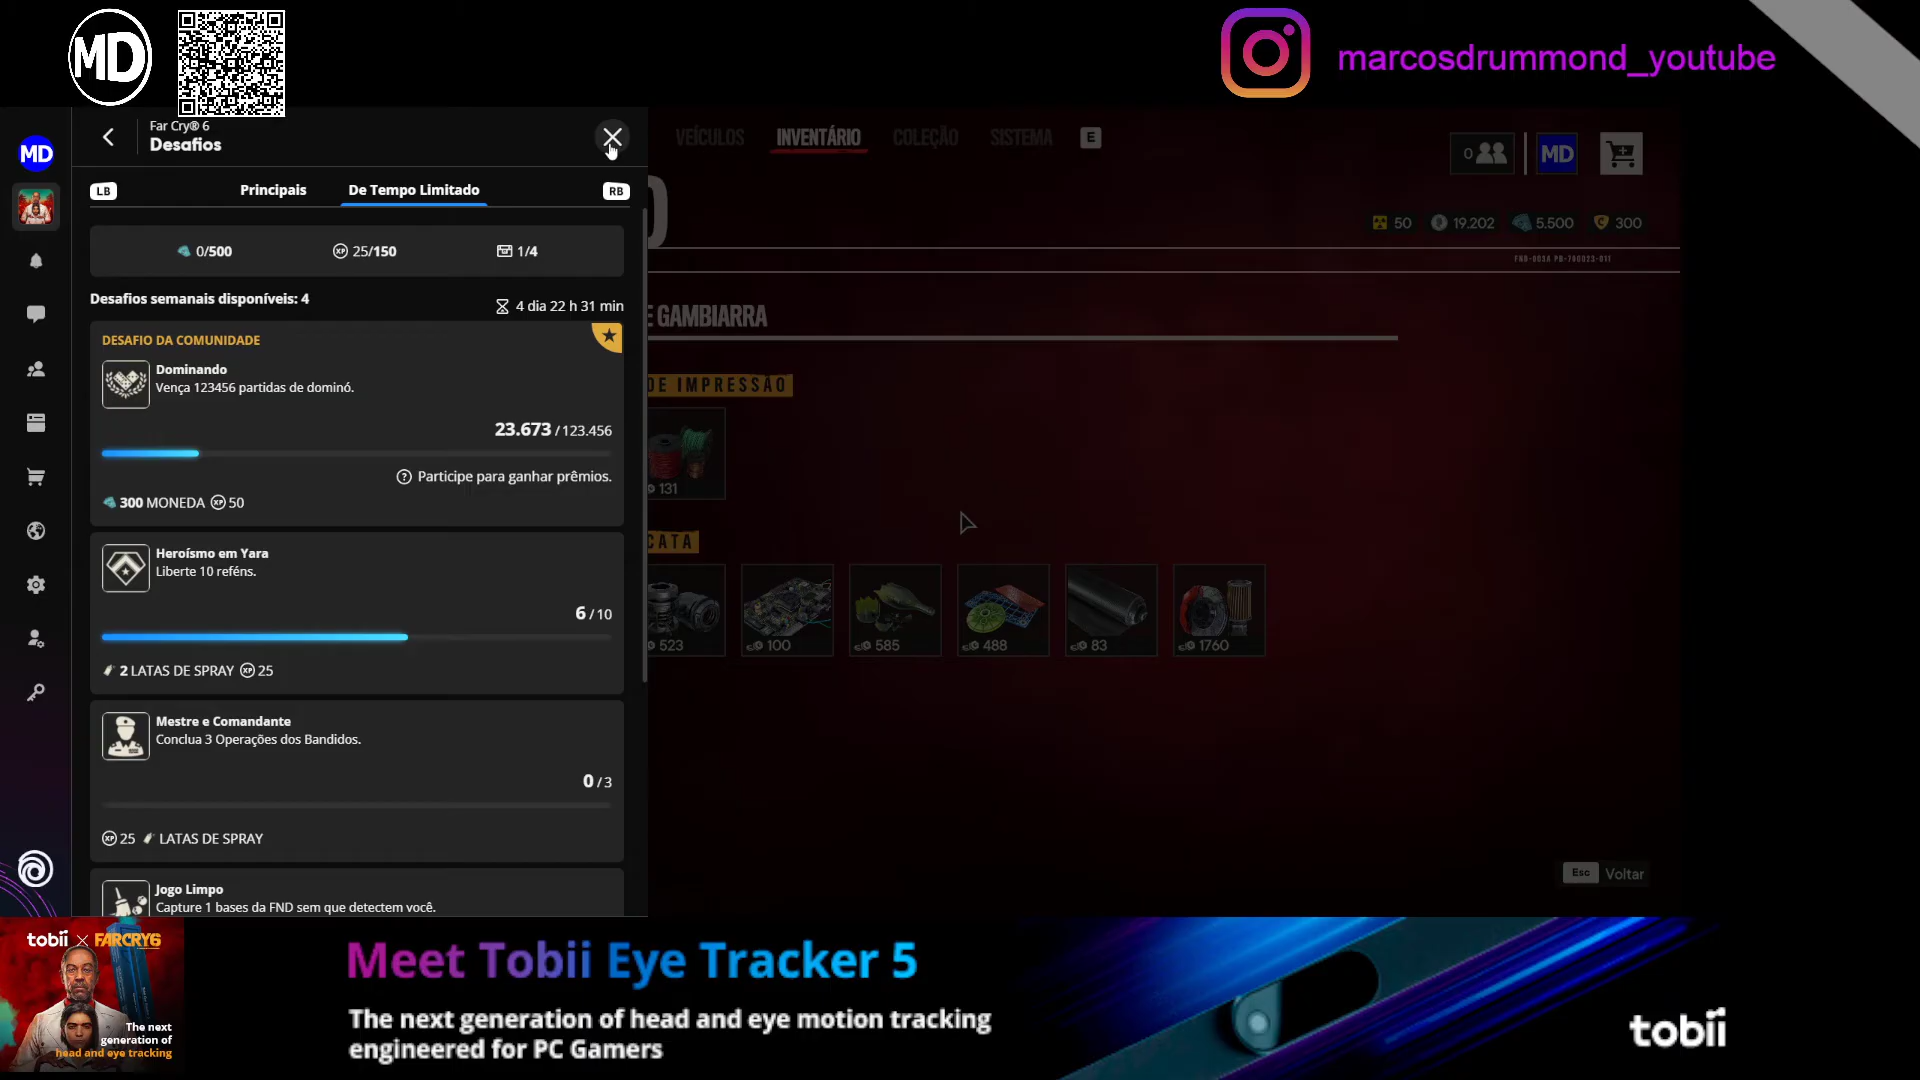 MD
marcosdrummond_youtube
MD
Far Cry® 6
Desafios
LB
Principais
De Tempo Limitado
RB
0/500
XP 25/150
1/4
Desafios semanais disponíveis: 4
4 dia 22 h 31 min
DESAFIO DA COMUNIDADE
Dominando
Vença 123456 partidas de dominó.
23.673 / 123.456
? Participe para ganhar prêmios.
300 MONEDA XP 50
Heroísmo em Yara
Liberte 10 reféns.
6 / 10
2 LATAS DE SPRAY XP 25
Mestre e Comandante
Conclua 3 Operações dos Bandidos.
0 / 3
XP 25 LATAS DE SPRAY
Jogo Limpo
Capture 1 bases da FND sem que detectem você.
VEÍCULOS
INVENTÁRIO
COLEÇÃO
SISTEMA
E
0
MD
50
19.202
5.500
300
E GAMBIARRA
DE IMPRESSÃO
131
CATA
523
100
585
488
83
1760
Esc Voltar
tobii × FARCRY6
The next
generation of
head and eye tracking
Meet Tobii Eye Tracker 5
The next generation of head and eye motion tracking
engineered for PC Gamers
tobii